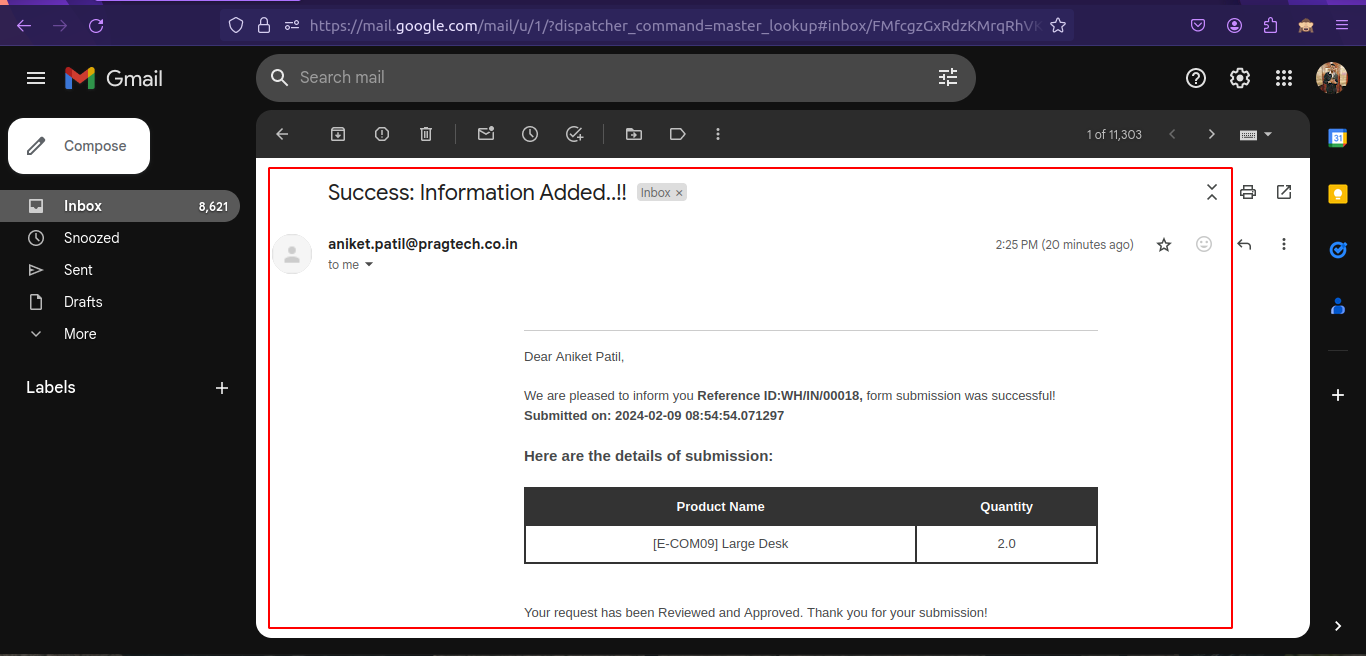 https://mail.google.com/mail/u/1/?dispatcher_command=master_lookup#inbox/FMfcgzGxRdzKMrqRhVK
Gmail
Search mail
Compose
1 of 11,303
31
Inbox 8,621
Snoozed
Sent
Drafts
More
Labels
Success: Information Added..!! Inbox ×
aniket.patil@pragtech.co.in 2:25 PM (20 minutes ago)
to me
Dear Aniket Patil,
We are pleased to inform you Reference ID:WH/IN/00018, form submission was successful!
Submitted on: 2024-02-09 08:54:54.071297
Here are the details of submission:
Product Name Quantity
[E-COM09] Large Desk 2.0
Your request has been Reviewed and Approved. Thank you for your submission!